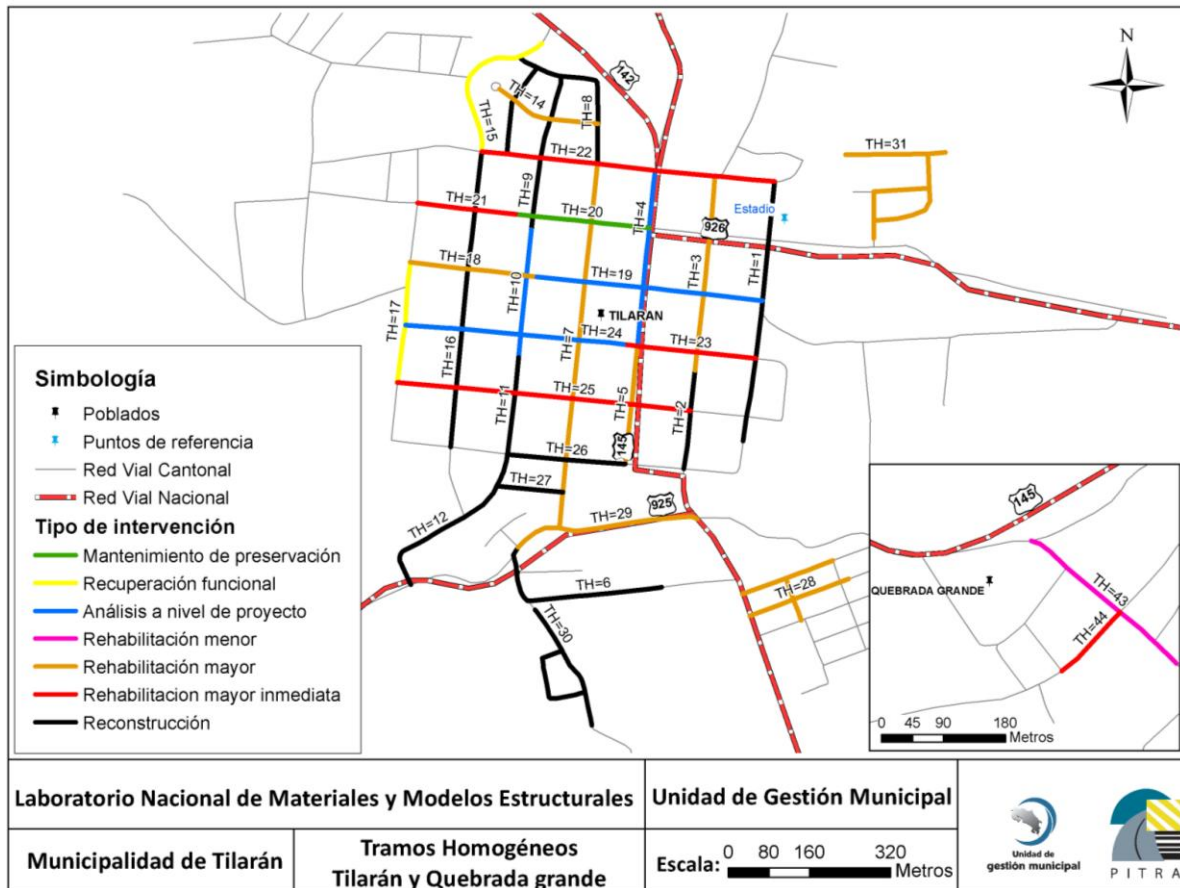 N
142
TH=14
TH=8
TH=15
TH=31
TH=22
TH=9
TH=21
TH=20
TH=4
Estadio
926
TH=18
TH=10
TH=19
TH=3
TH=1
TH=17
TILARAN
TH=7
TH=24
TH=23
TH=16
TH=11
TH=25
TH=5
TH=2
145
TH=26
TH=27
TH=12
TH=29
925
TH=6
TH=28
TH=30
Simbología
Poblados
Puntos de referencia
Red Vial Cantonal
Red Vial Nacional
Tipo de intervención
Mantenimiento de preservación
Recuperación funcional
Análisis a nivel de proyecto
Rehabilitación menor
Rehabilitación mayor
Rehabilitacion mayor inmediata
Reconstrucción
145
QUEBRADA GRANDE
TH=43
TH=44
0 45 90 180
Metros
Laboratorio Nacional de Materiales y Modelos Estructurales
Unidad de Gestión Municipal
Municipalidad de Tilarán
Tramos Homogéneos
Tilarán y Quebrada grande
Escala: 0 80 160 320
Metros
Unidad de
gestión municipal
PITRA